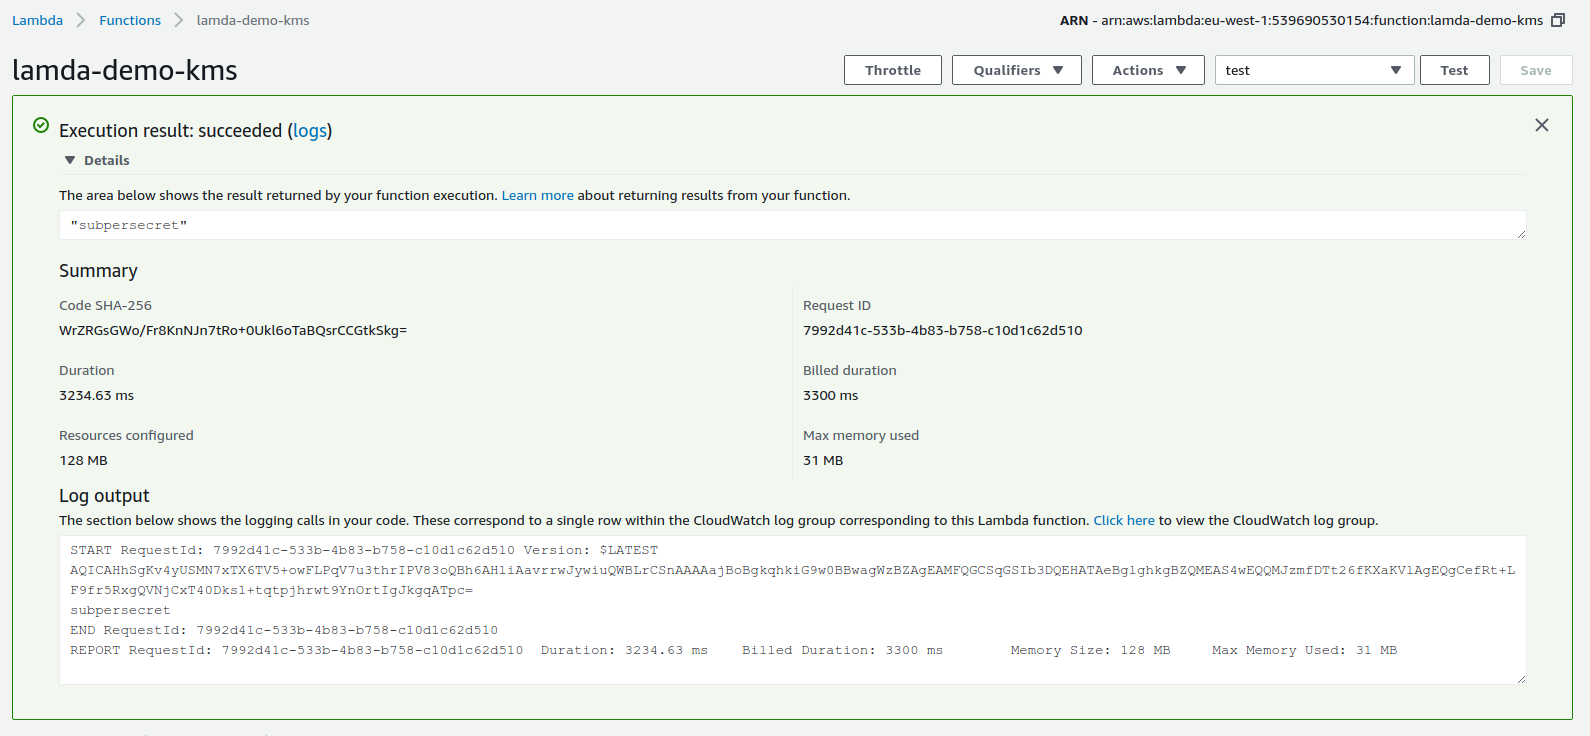 Lambda > Functions > lamda-demo-kms
ARN - arn:aws:lambda:eu-west-1:539690530154:function:lamda-demo-kms
lamda-demo-kms
Throttle
Qualifiers
Actions
test
Test
Save
Execution result: succeeded (logs)
Details
The area below shows the result returned by your function execution. Learn more about returning results from your function.
"subpersecret"
Summary
Code SHA-256
WrZRGsGWo/Fr8KnNJn7tRo+0Ukl6oTaBQsrCCGtkSkg=
Request ID
7992d41c-533b-4b83-b758-c10d1c62d510
Duration
3234.63 ms
Billed duration
3300 ms
Resources configured
128 MB
Max memory used
31 MB
Log output
The section below shows the logging calls in your code. These correspond to a single row within the CloudWatch log group corresponding to this Lambda function. Click here to view the CloudWatch log group.
START RequestId: 7992d41c-533b-4b83-b758-c10d1c62d510 Version: $LATEST
AQICAHhSgKv4yUSMN7xTX6TV5+owFLPqV7u3thrIPV83oQBh6AHliAavrrwJywiuQWBLrCSnAAAAajBoBgkqhkiG9w0BBwagWzBZAgEAMFQGCSqGSIb3DQEHATAeBglghkgBZQMEAS4wEQQMJzmfDTt26fKXaKVlAgEQgCefRt+L
F9fr5RxgQVNjCxT40Dks1+tqtpjhrwt9YnOrtIgJkgqATpc=
subpersecret
END RequestId: 7992d41c-533b-4b83-b758-c10d1c62d510
REPORT RequestId: 7992d41c-533b-4b83-b758-c10d1c62d510 Duration: 3234.63 ms Billed Duration: 3300 ms Memory Size: 128 MB Max Memory Used: 31 MB